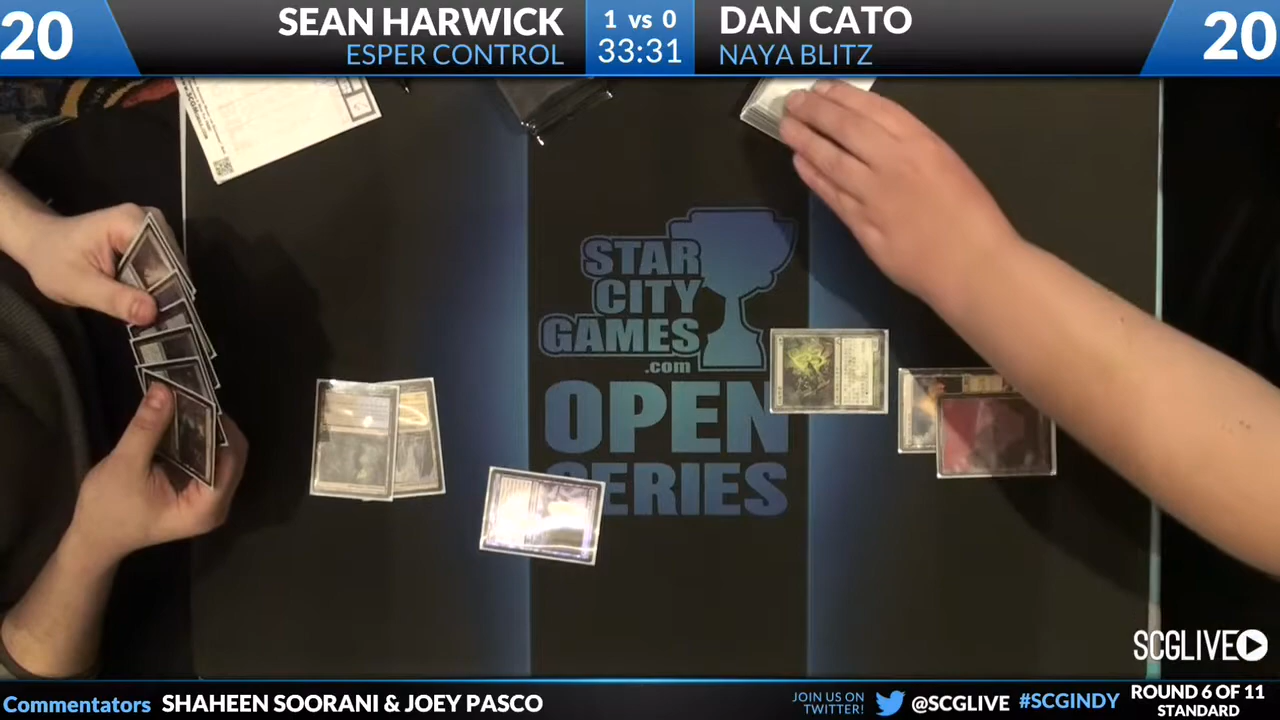 20
SEAN HARWICK
ESPER CONTROL
1 vs 0
33:31
DAN CATO
NAYA BLITZ
20
STAR
CITY
GAMES
.com
OPEN
SERIES
SCGLIVE
Commentators SHAHEEN SOORANI & JOEY PASCO
JOIN US ON
TWITTER!
@SCGLIVE #SCGINDY
ROUND 6 OF 11
STANDARD